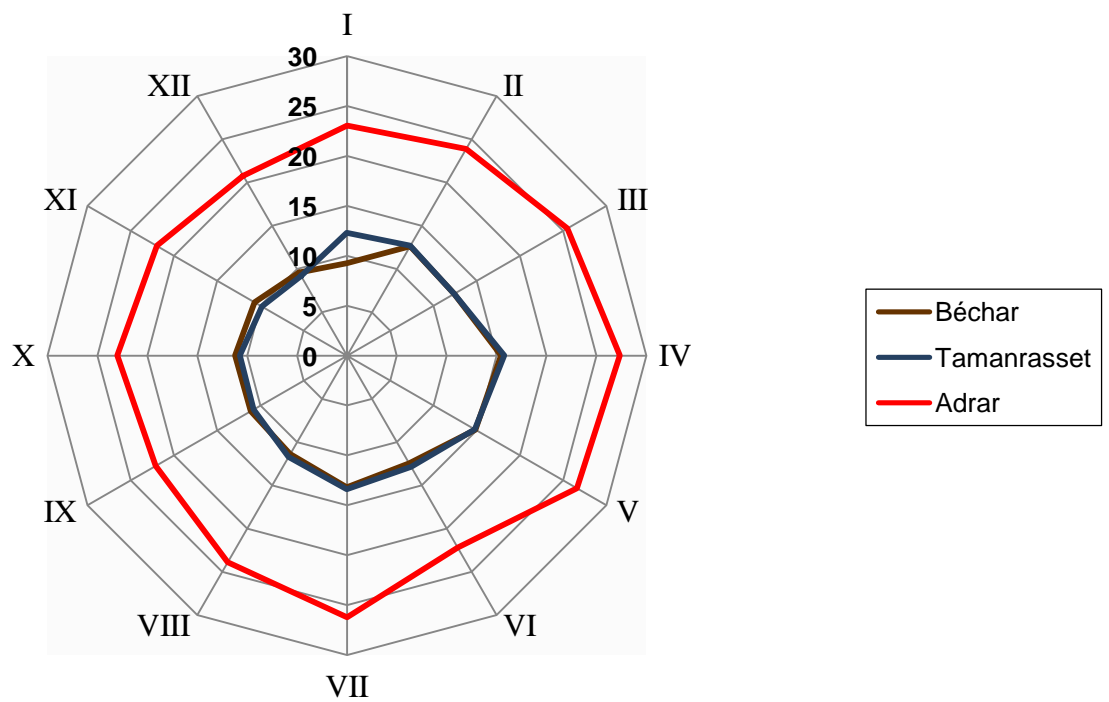 I
II
III
IV
V
VI
VII
VIII
IX
X
XI
XII
30
25
20
15
10
5
0
Béchar
Tamanrasset
Adrar